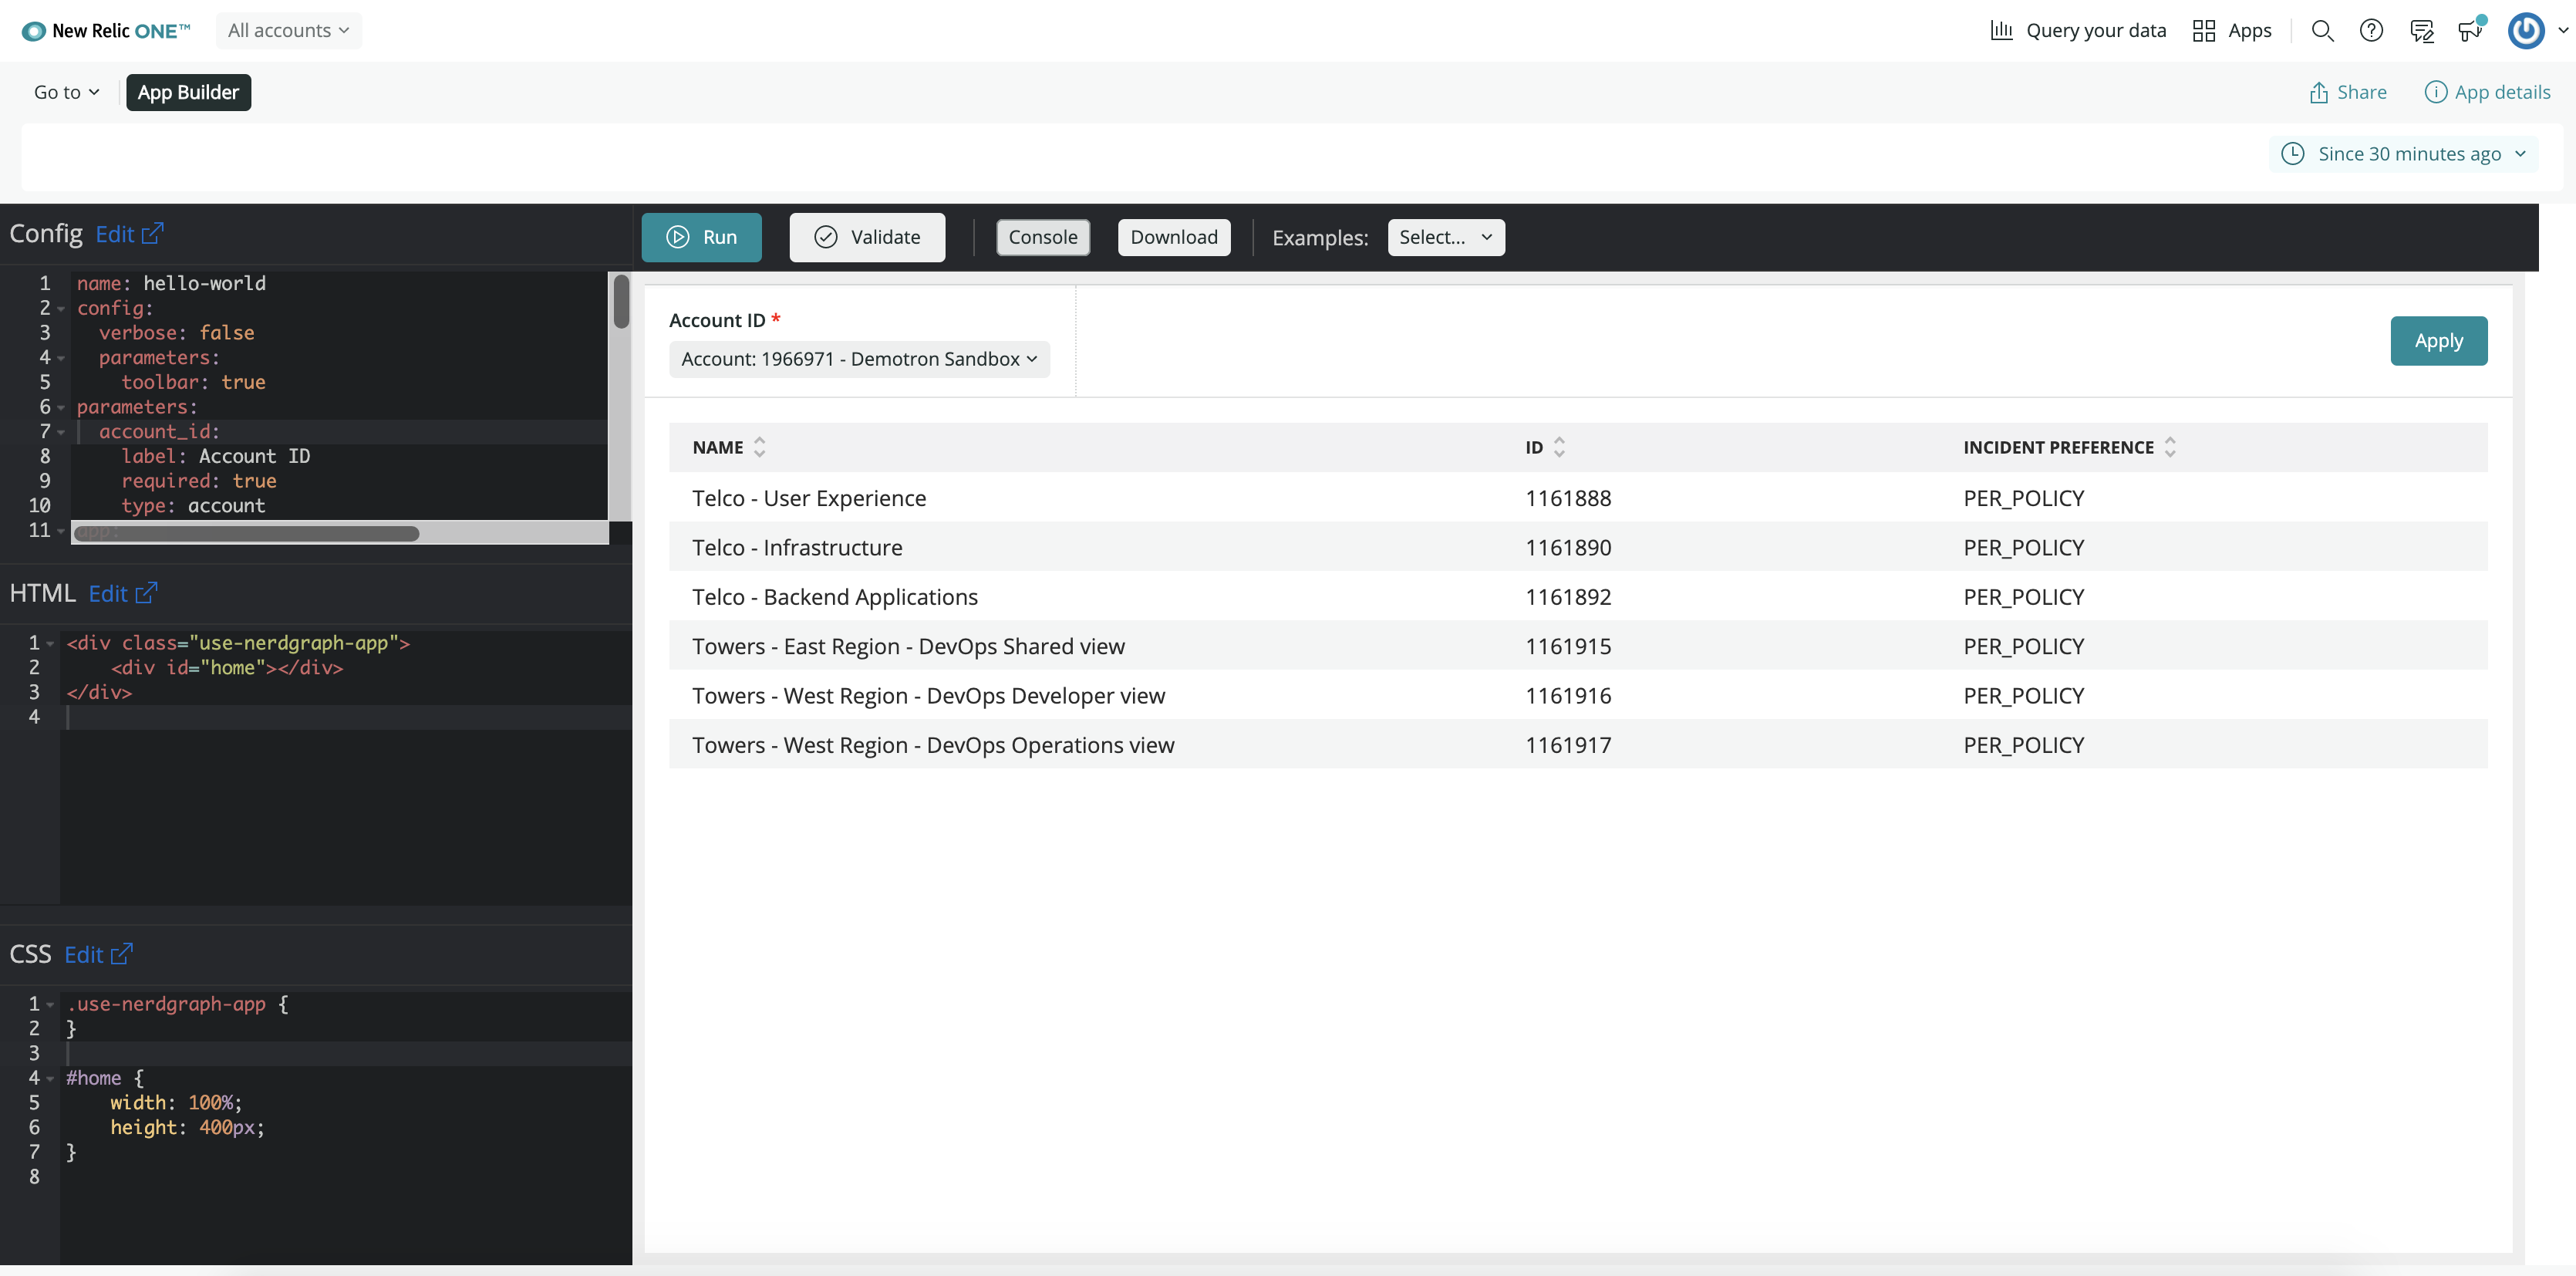 New Relic ONE™ All accounts Query your data Apps
Go to App Builder Share App details
Since 30 minutes ago
Config Edit Run Validate Console Download Examples: Select...
1 name: hello-world
2 config:
3 verbose: false
4 parameters:
5 toolbar: true
6 parameters:
7 account_id:
8 label: Account ID
9 required: true
10 type: account
11 app:
HTML Edit
1 <div class="use-nerdgraph-app">
2 <div id="home"></div>
3 </div>
4
CSS Edit
1 .use-nerdgraph-app {
2 }
3
4 #home {
5 width: 100%;
6 height: 400px;
7 }
8
Account ID *
Account: 1966971 - Demotron Sandbox
Apply
NAME ID INCIDENT PREFERENCE
Telco - User Experience 1161888 PER_POLICY
Telco - Infrastructure 1161890 PER_POLICY
Telco - Backend Applications 1161892 PER_POLICY
Towers - East Region - DevOps Shared view 1161915 PER_POLICY
Towers - West Region - DevOps Developer view 1161916 PER_POLICY
Towers - West Region - DevOps Operations view 1161917 PER_POLICY